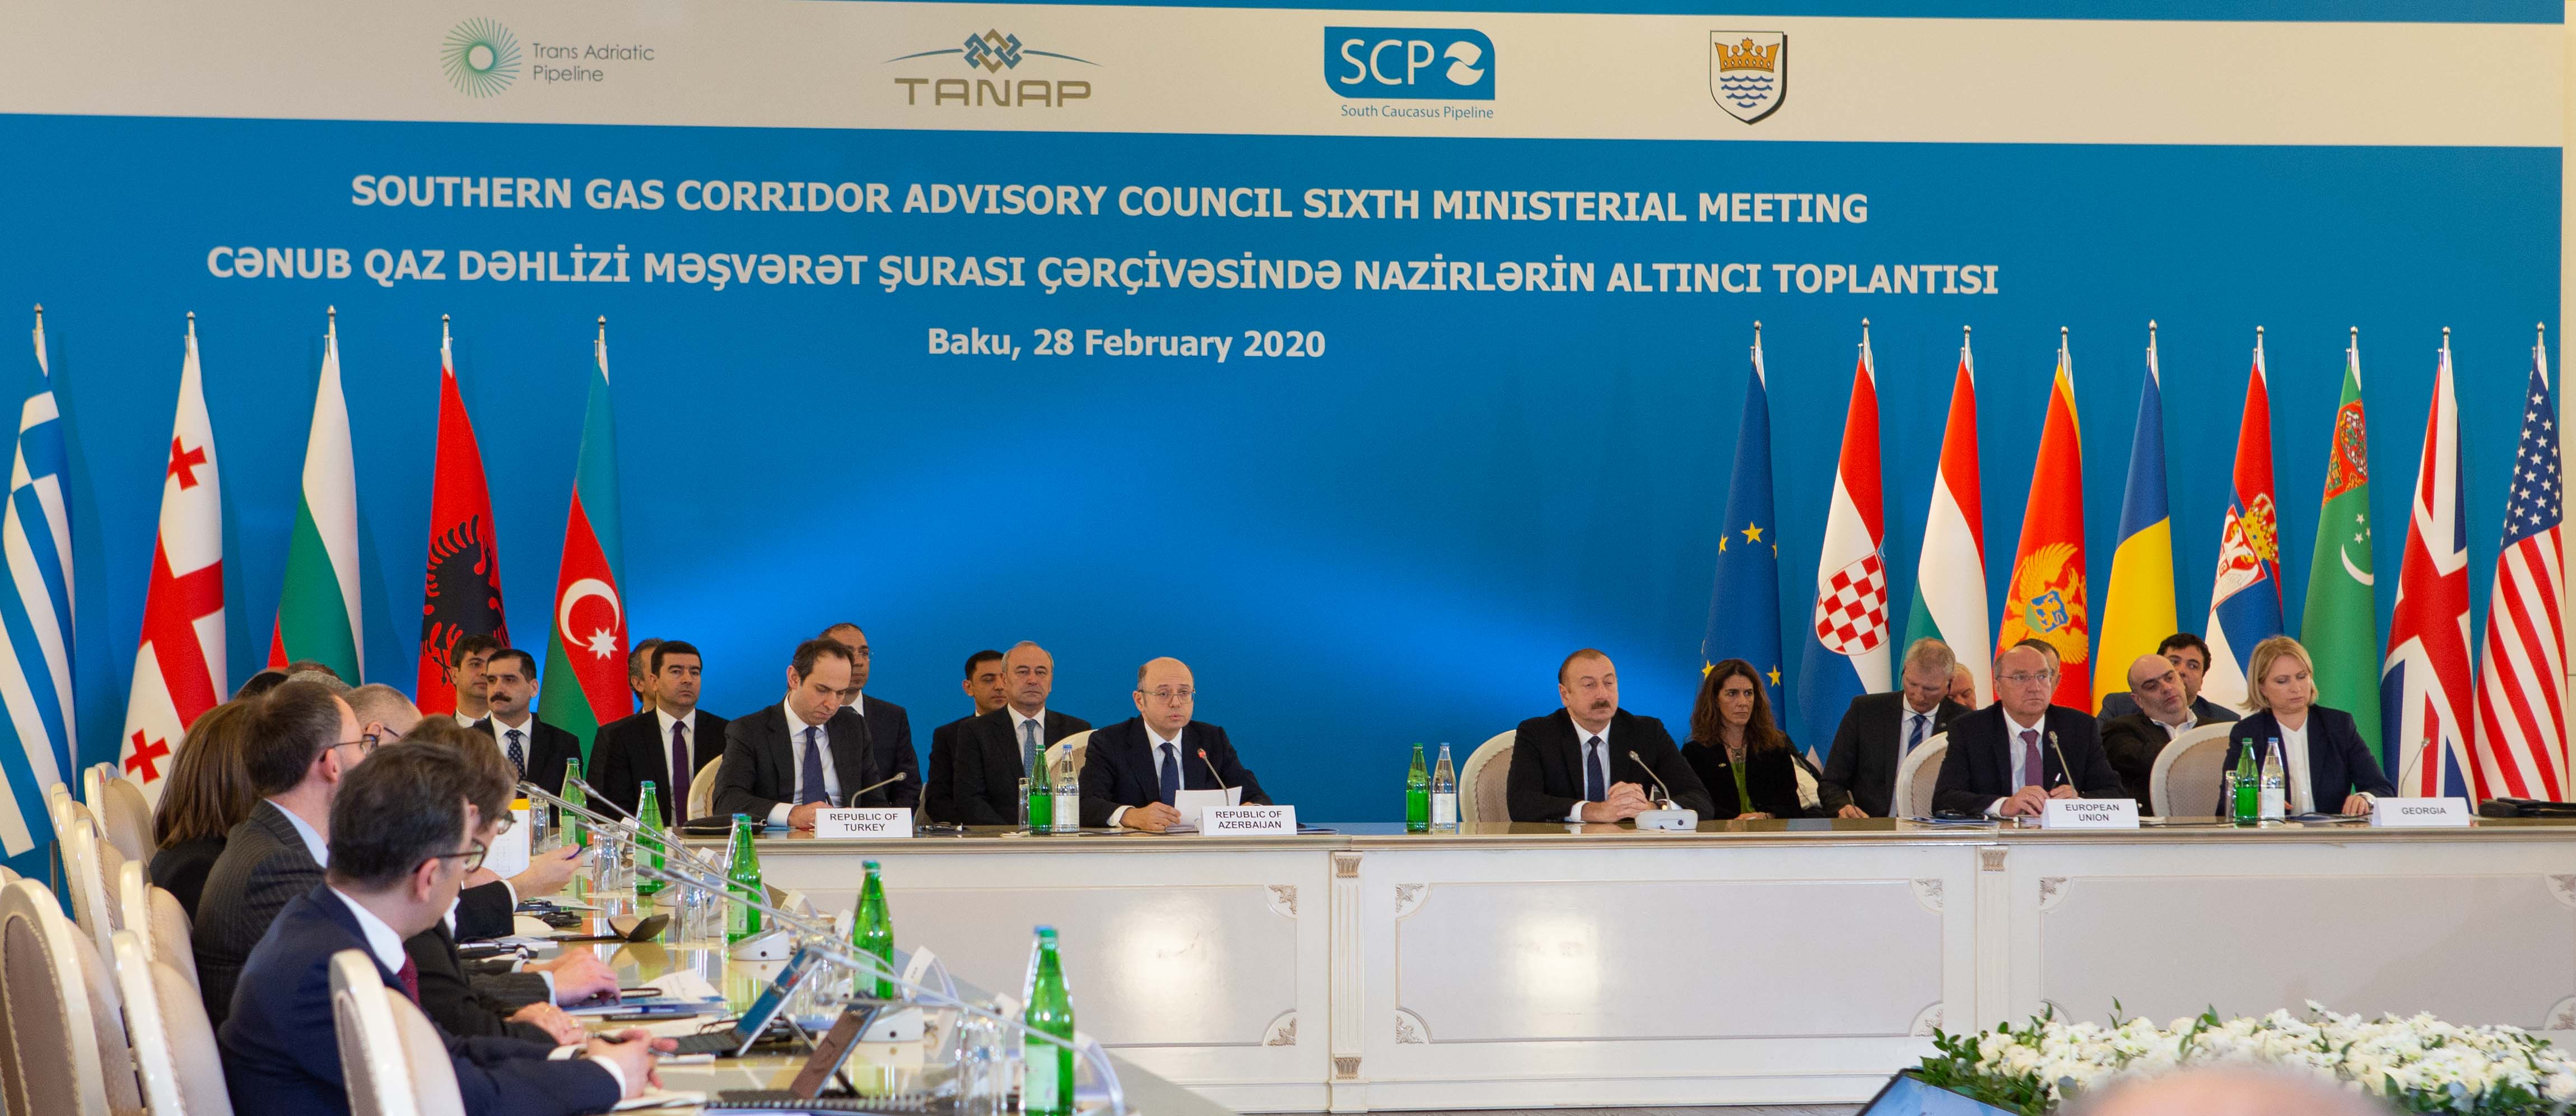 Trans Adriatic
Pipeline
TANAP
SCP
South Caucasus Pipeline
SOUTHERN GAS CORRIDOR ADVISORY COUNCIL SIXTH MINISTERIAL MEETING
CƏNUB QAZ DƏHLİZİ MƏŞVƏRƏT ŞURASI ÇƏRÇİVƏSİNDƏ NAZİRLƏRİN ALTINCI TOPLANTISI
Baku, 28 February 2020
REPUBLIC OF
TURKEY
REPUBLIC OF
AZERBAIJAN
EUROPEAN
UNION
GEORGIA